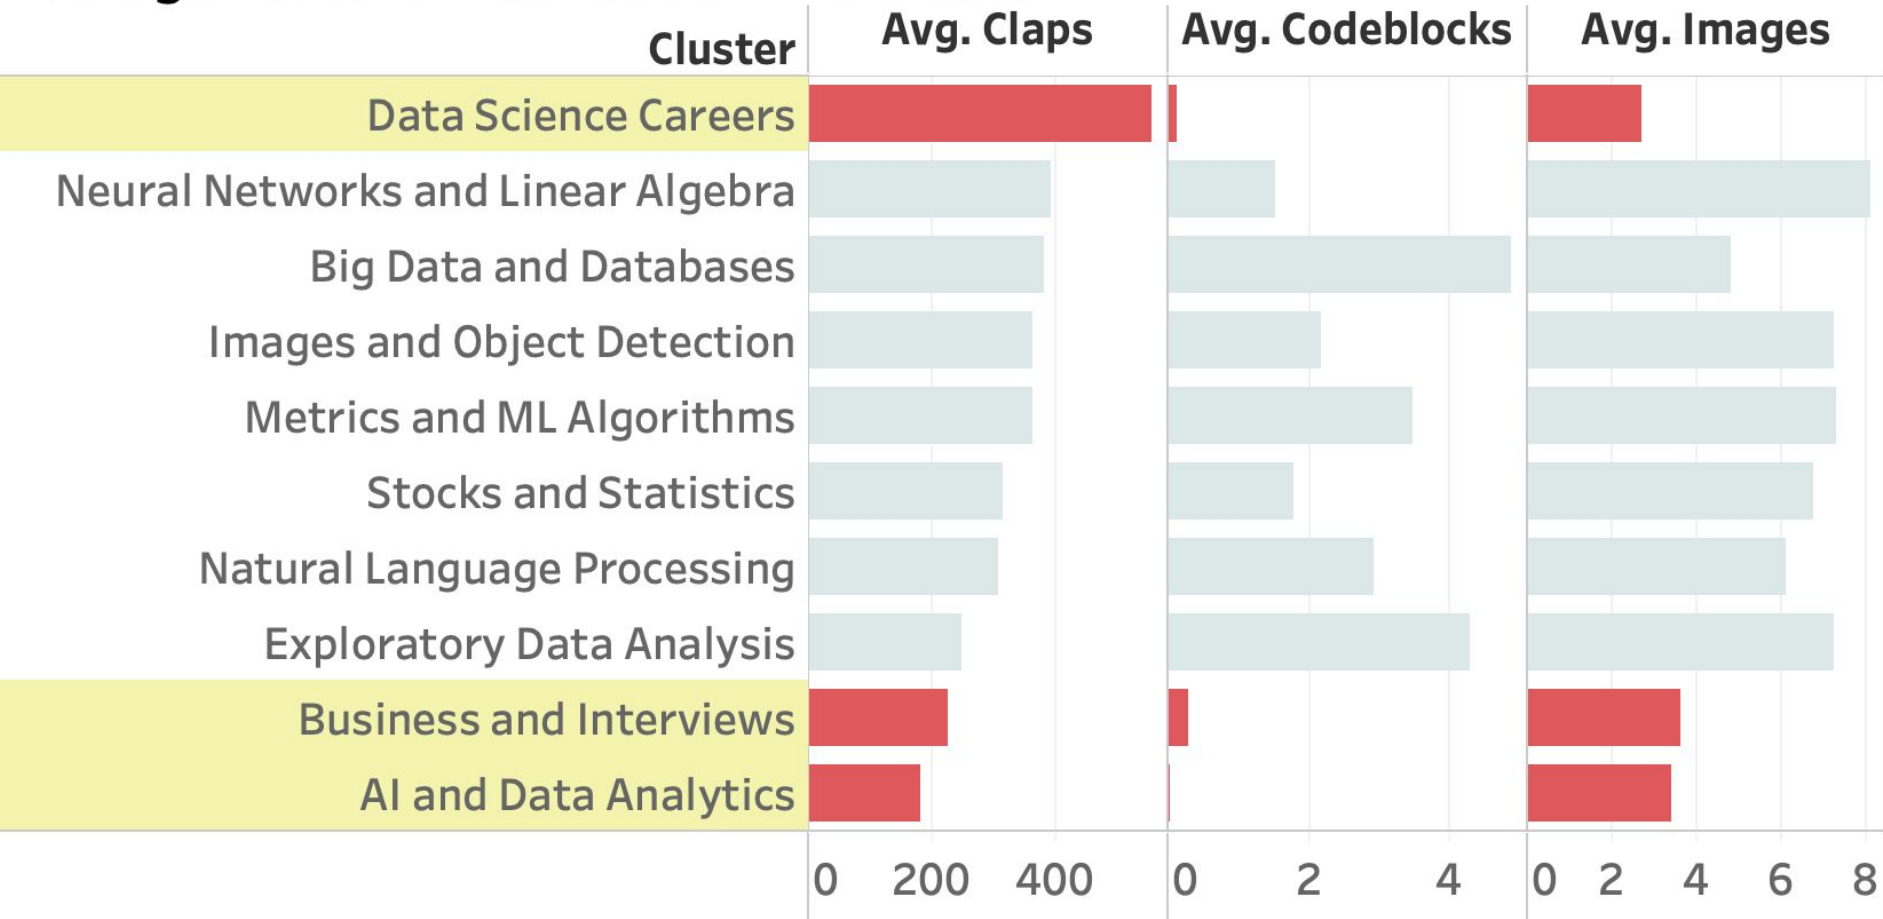 Cluster Avg. Claps Avg. Codeblocks Avg. Images
Data Science Careers
Neural Networks and Linear Algebra
Big Data and Databases
Images and Object Detection
Metrics and ML Algorithms
Stocks and Statistics
Natural Language Processing
Exploratory Data Analysis
Business and Interviews
AI and Data Analytics
0 200 400 0 2 4 0 2 4 6 8